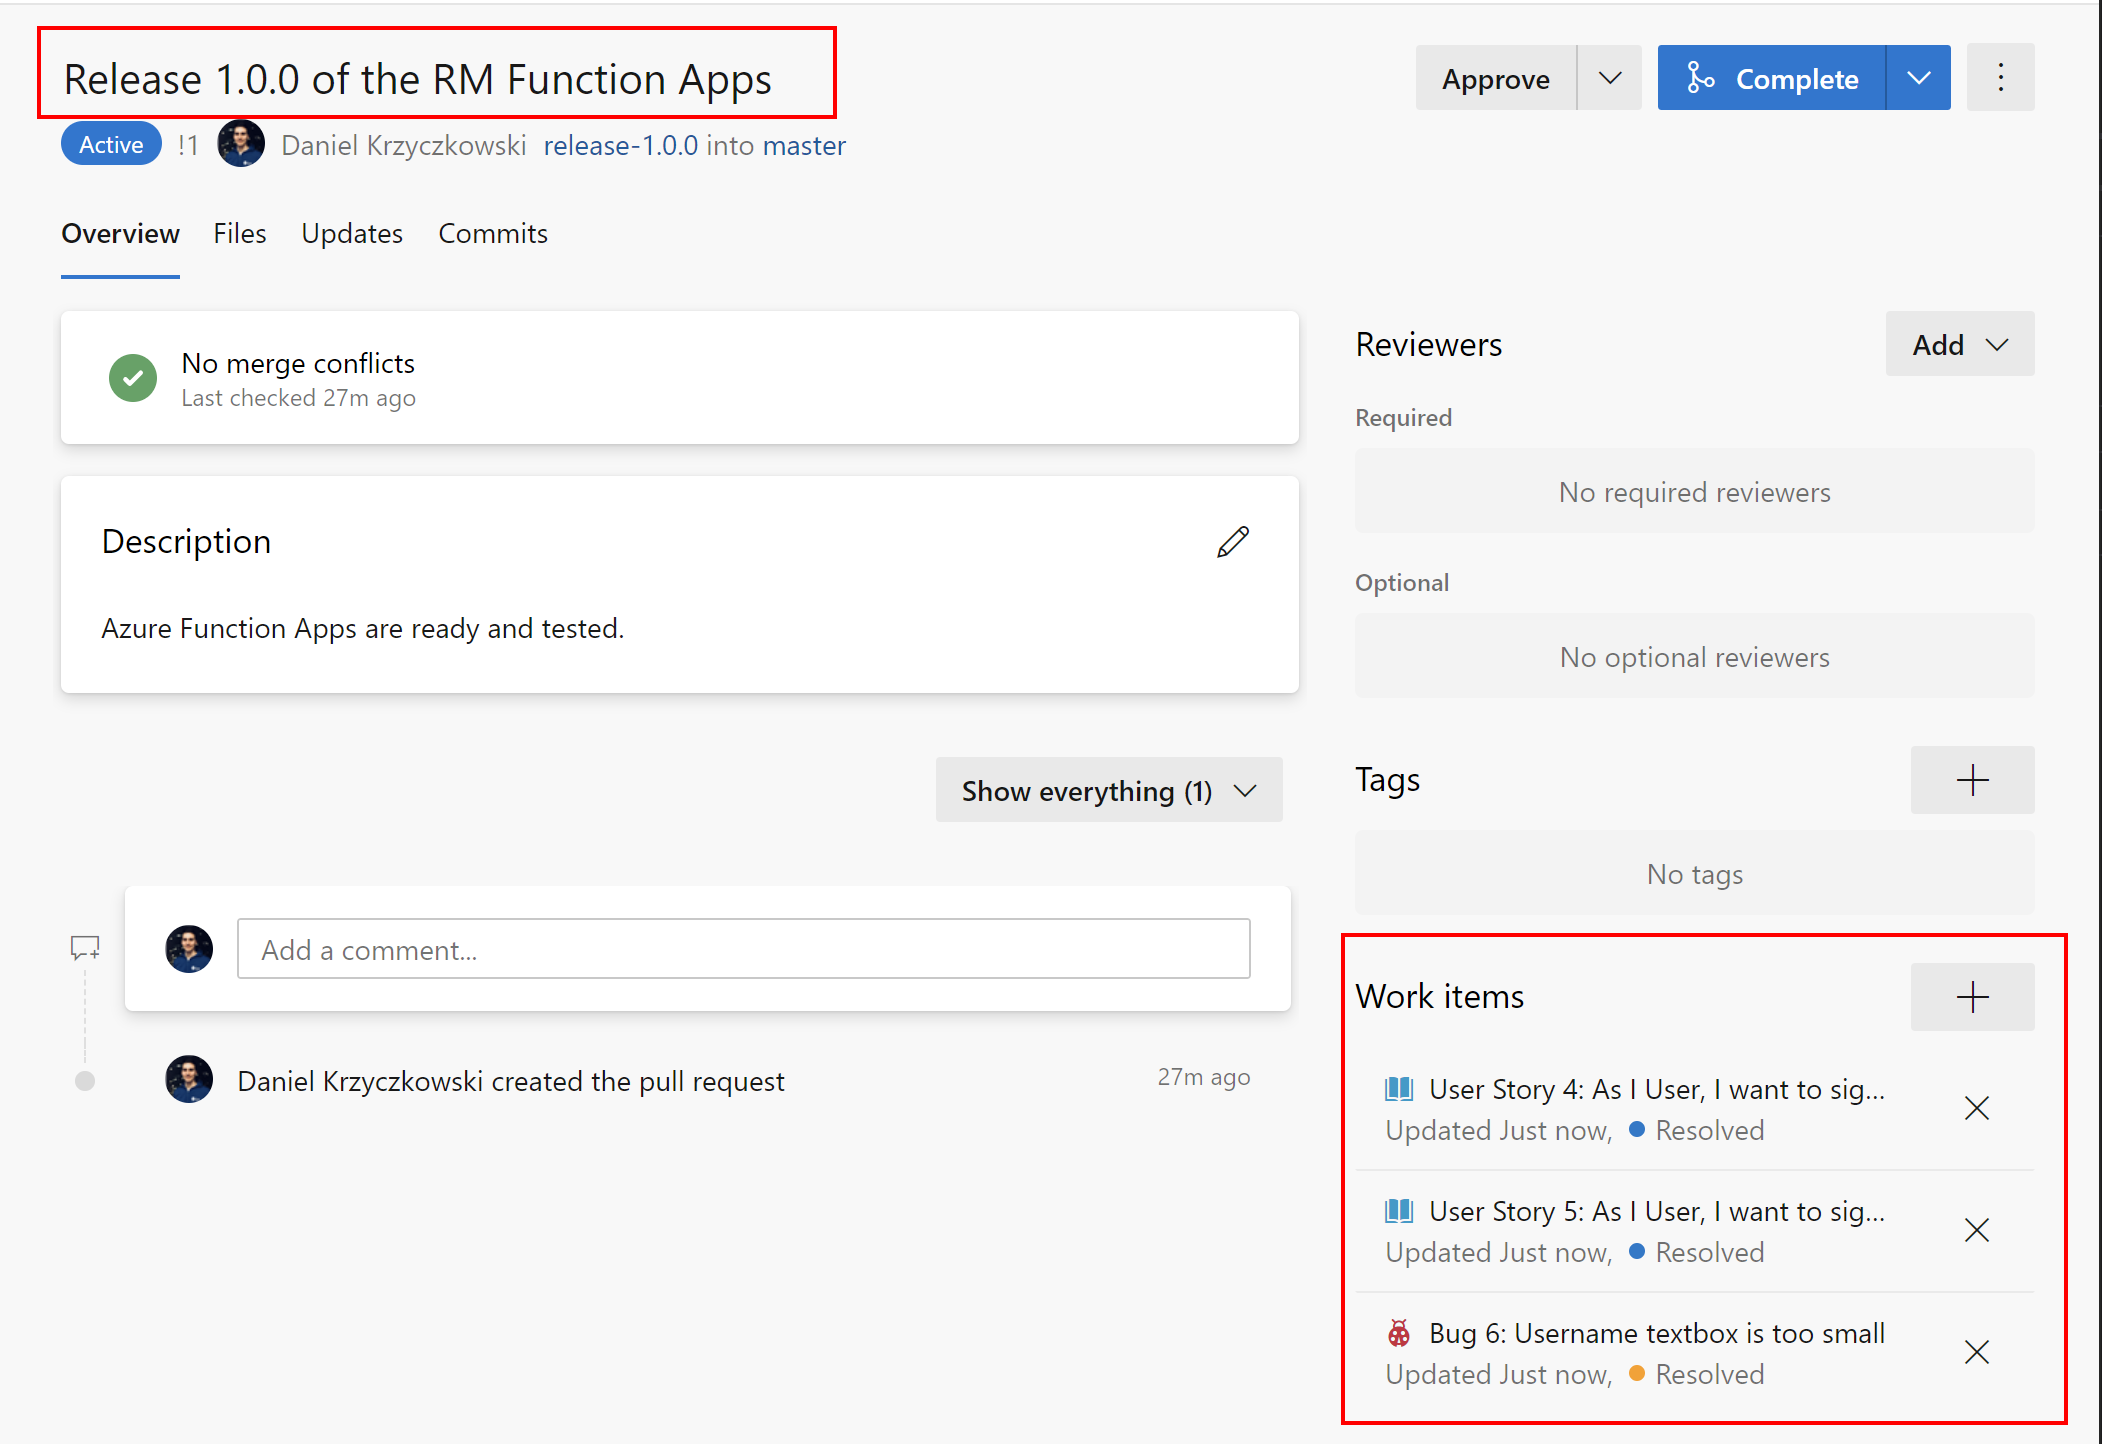 Release 1.0.0 of the RM Function Apps
Approve
Complete
Active !1 Daniel Krzyczkowski release-1.0.0 into master
Overview Files Updates Commits
No merge conflicts
Last checked 27m ago
Description
Azure Function Apps are ready and tested.
Show everything (1)
Add a comment...
Daniel Krzyczkowski created the pull request 27m ago
Reviewers Add
Required
No required reviewers
Optional
No optional reviewers
Tags
No tags
Work items
User Story 4: As I User, I want to sig...
Updated Just now, Resolved
User Story 5: As I User, I want to sig...
Updated Just now, Resolved
Bug 6: Username textbox is too small
Updated Just now, Resolved